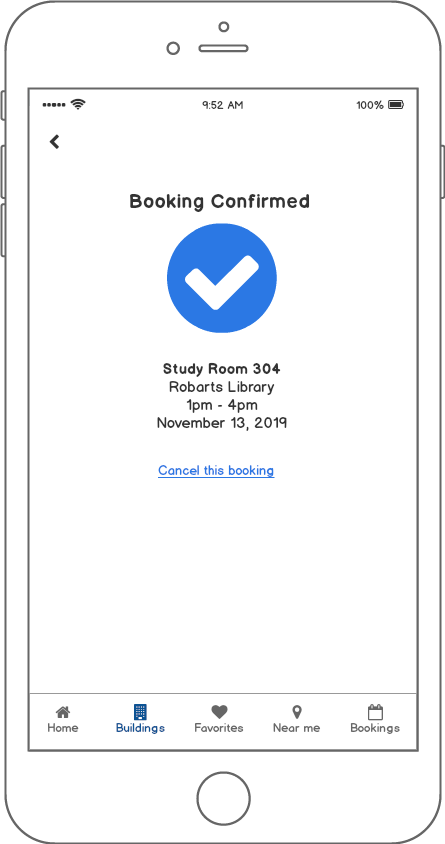 9:52 AM
100%
Booking Confirmed
Study Room 304
Robarts Library
1pm - 4pm
November 13, 2019
Cancel this booking
Home
Buildings
Favorites
Near me
Bookings